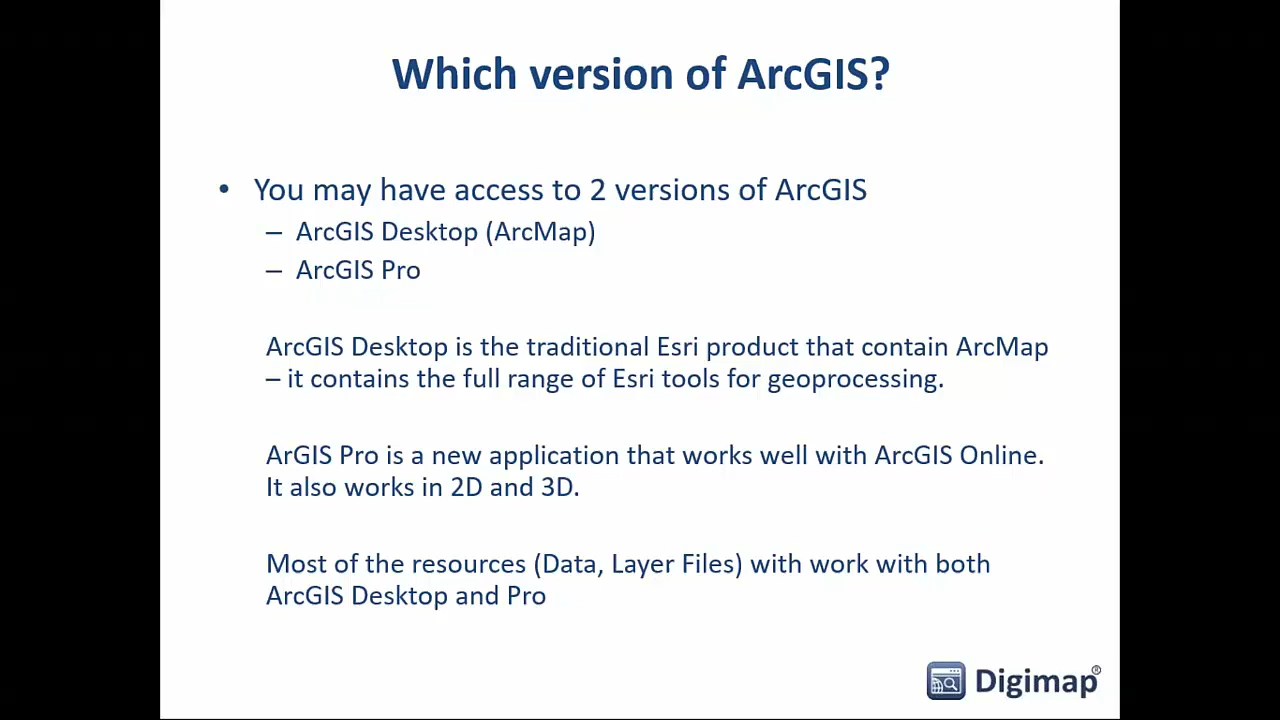 Which version of ArcGIS?
• You may have access to 2 versions of ArcGIS
– ArcGIS Desktop (ArcMap)
– ArcGIS Pro
ArcGIS Desktop is the traditional Esri product that contain ArcMap
– it contains the full range of Esri tools for geoprocessing.
ArGIS Pro is a new application that works well with ArcGIS Online.
It also works in 2D and 3D.
Most of the resources (Data, Layer Files) with work with both
ArcGIS Desktop and Pro
Digimap®